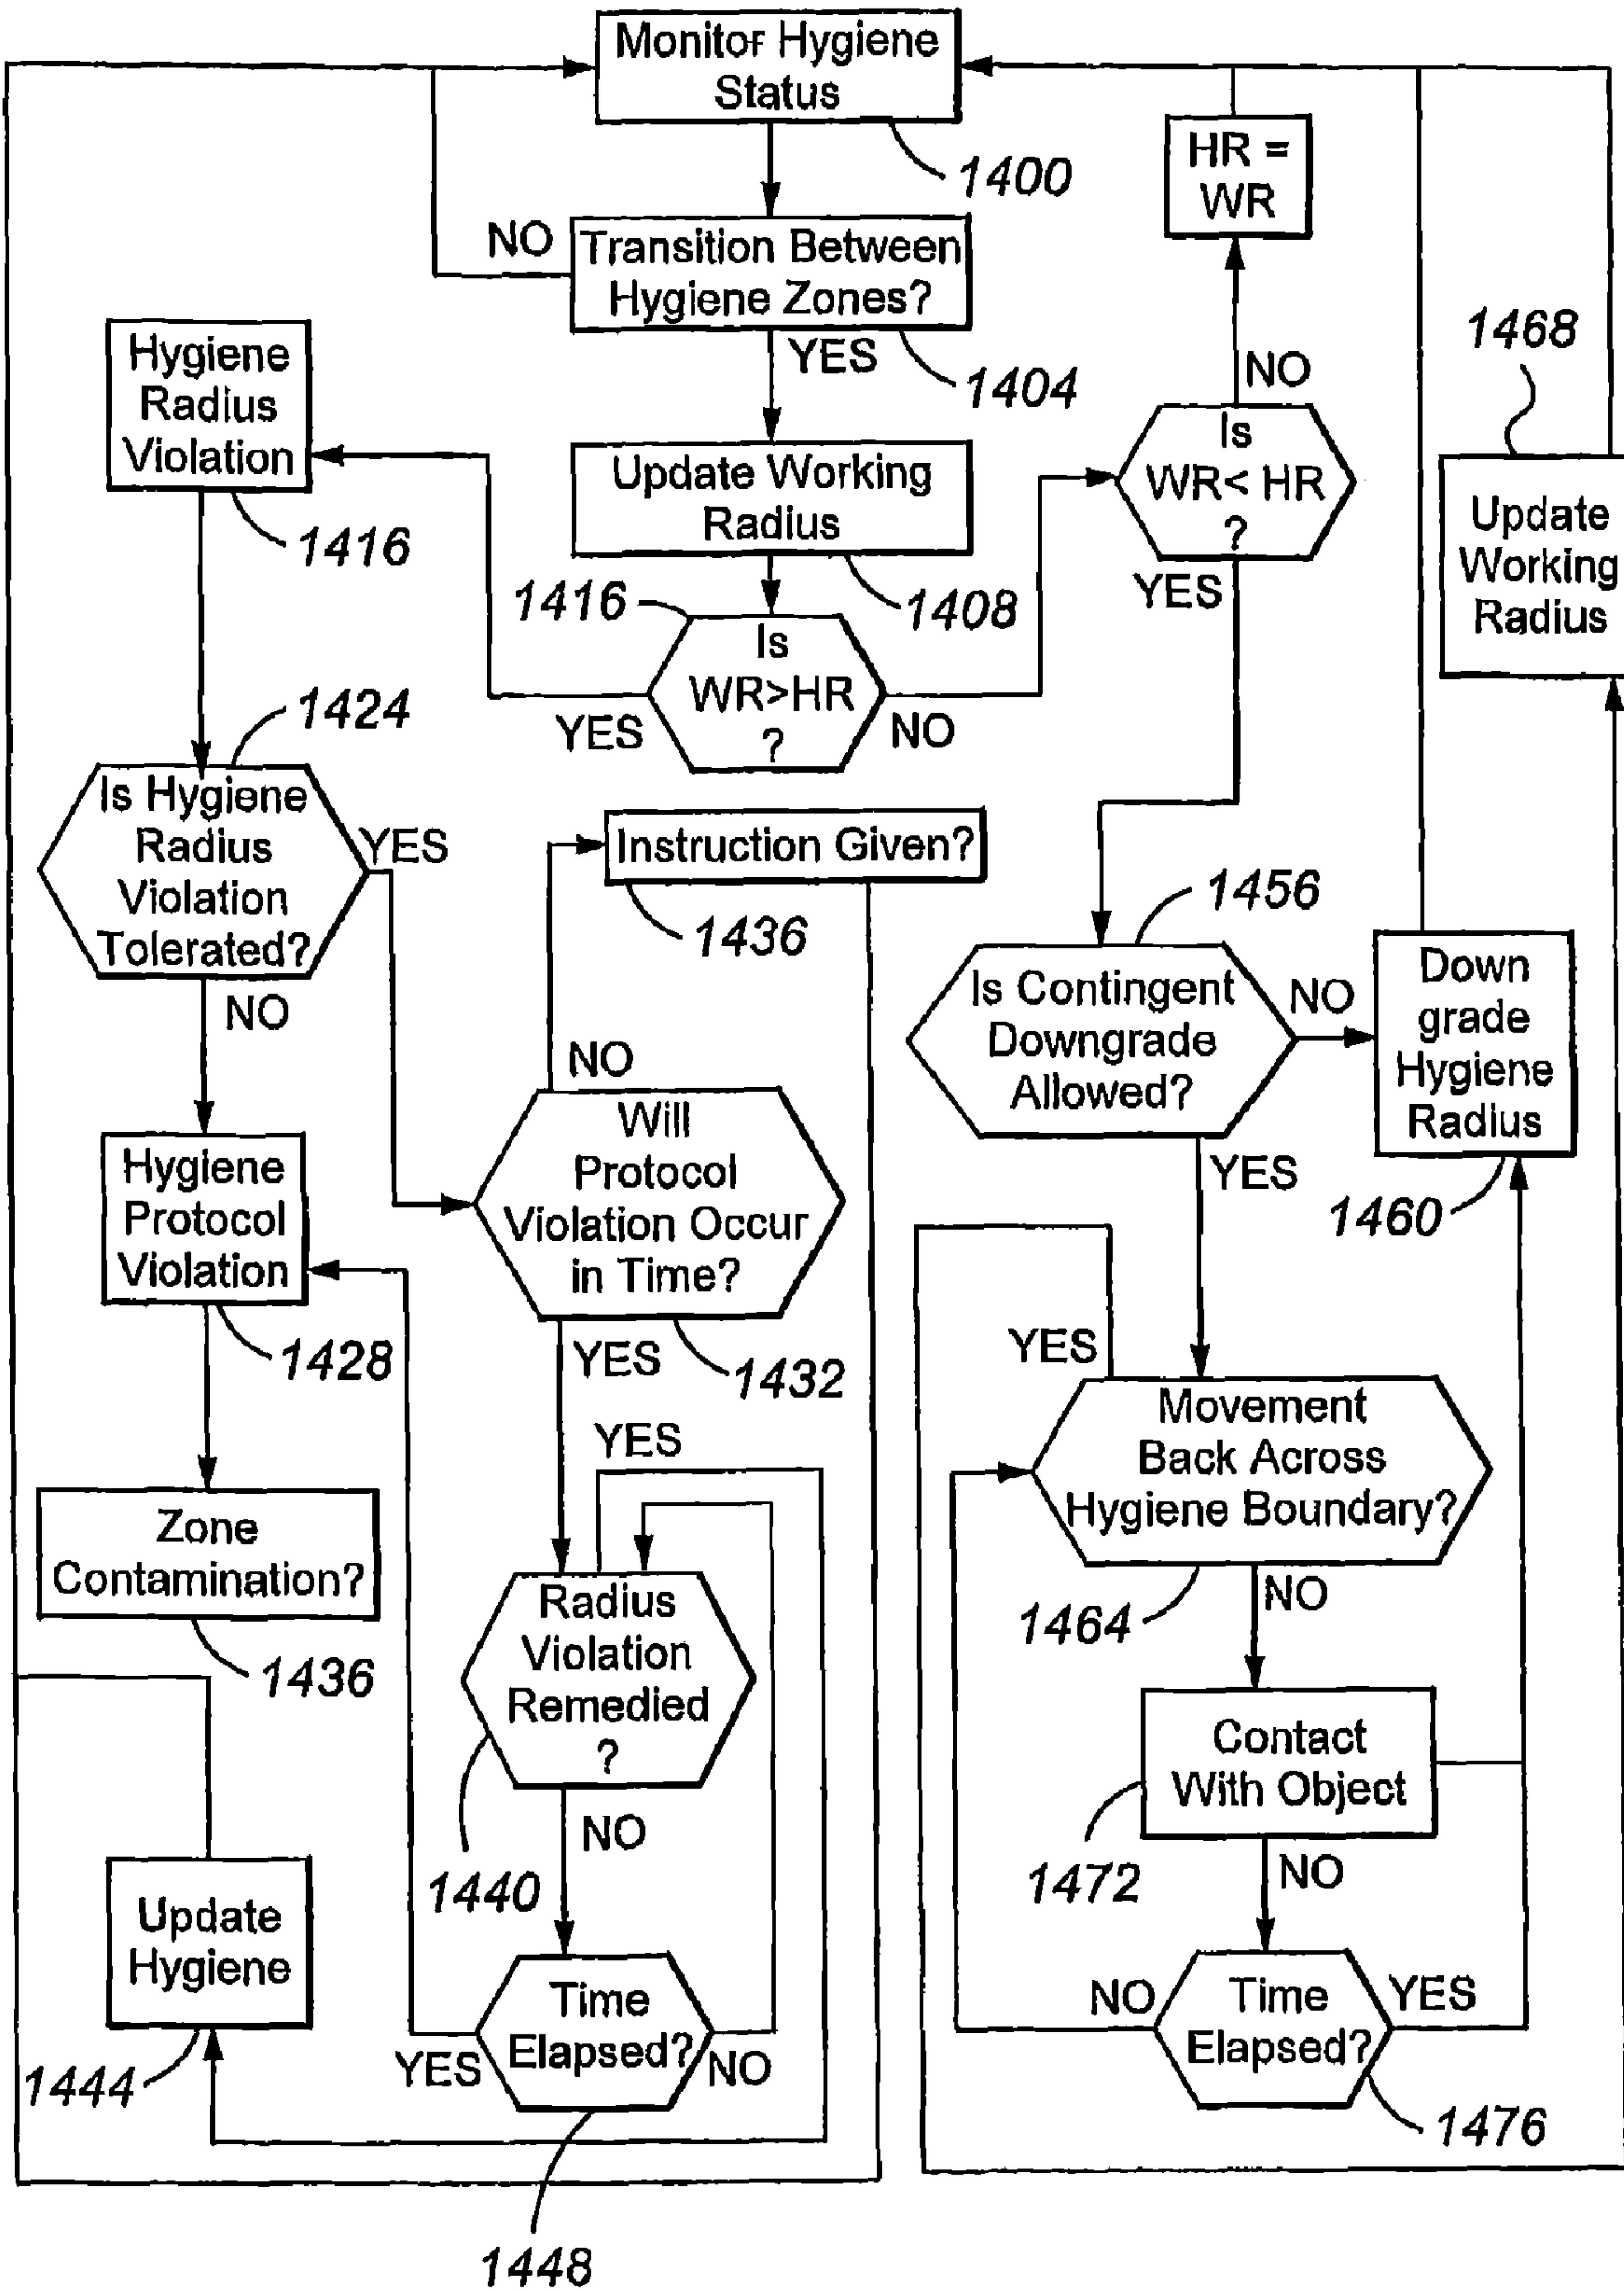 Monitor Hygiene
Status
1400
HR =
WR
NO
Transition Between
Hygiene Zones?
YES
1404
1468
Hygiene
Radius
Violation
1416
NO
Is
WR< HR
?
YES
Update Working
Radius
1408
Update
Working
Radius
1416
Is
WR>HR
?
YES
NO
1424
Is Hygiene
Radius
Violation
Tolerated?
YES
NO
Instruction Given?
1436
1456
Is Contingent
Downgrade
Allowed?
NO
YES
Down
grade
Hygiene
Radius
1460
NO
Will
Protocol
Violation Occur
in Time?
YES
1432
Hygiene
Protocol
Violation
1428
YES
Movement
Back Across
Hygiene Boundary?
1464
NO
Zone
Contamination?
1436
YES
Radius
Violation
Remedied
?
1440
NO
Contact
With Object
1472
NO
Update
Hygiene
1444
Time
Elapsed?
YES
NO
1448
NO
Time
Elapsed?
YES
1476